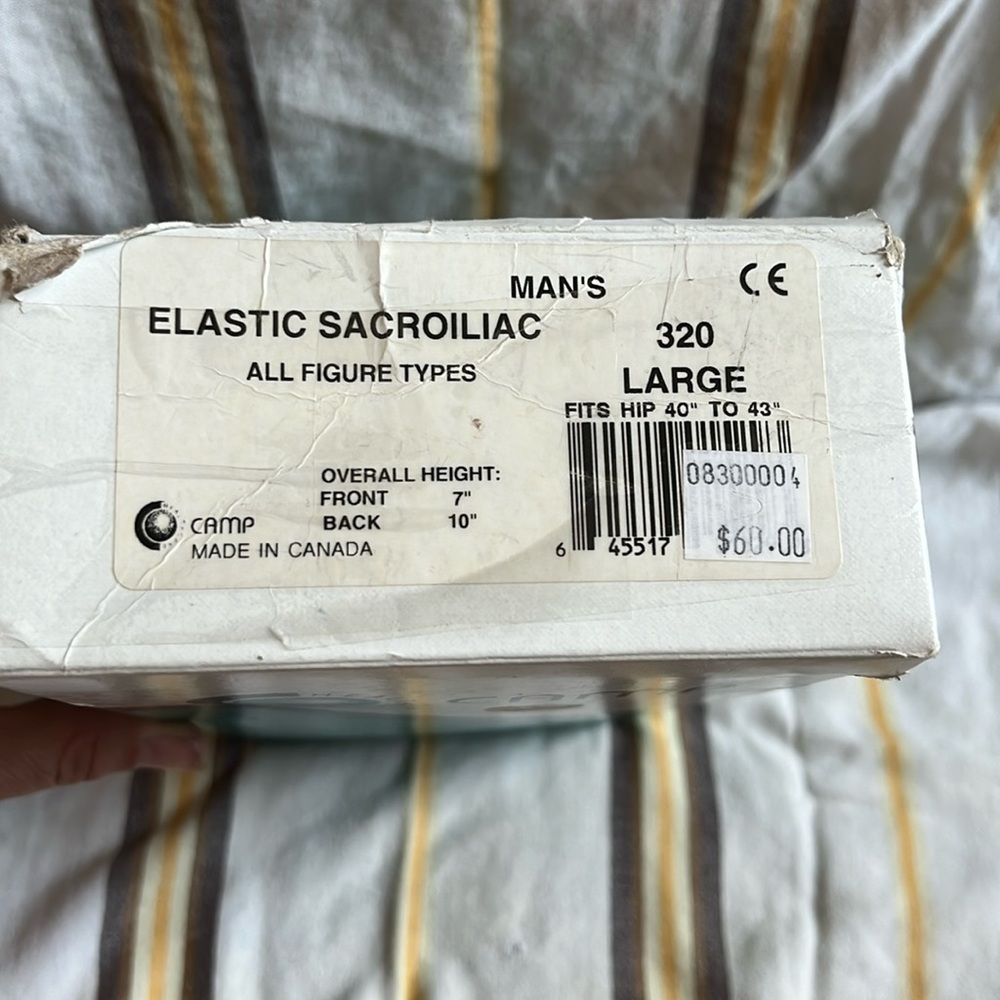 MAN'S
CE
ELASTIC SACROILIAC
320
ALL FIGURE TYPES
LARGE
FITS HIP 40" TO 43"
OVERALL HEIGHT:
FRONT 7"
BACK 10"
CAMP
MADE IN CANADA
6 45517
08300004
$60.00